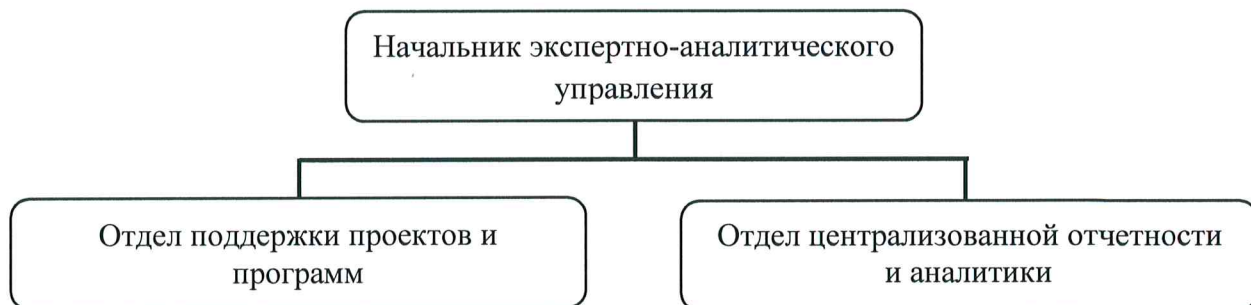 Начальник экспертно-аналитического
управления
Отдел поддержки проектов и
программ
Отдел централизованной отчетности
и аналитики